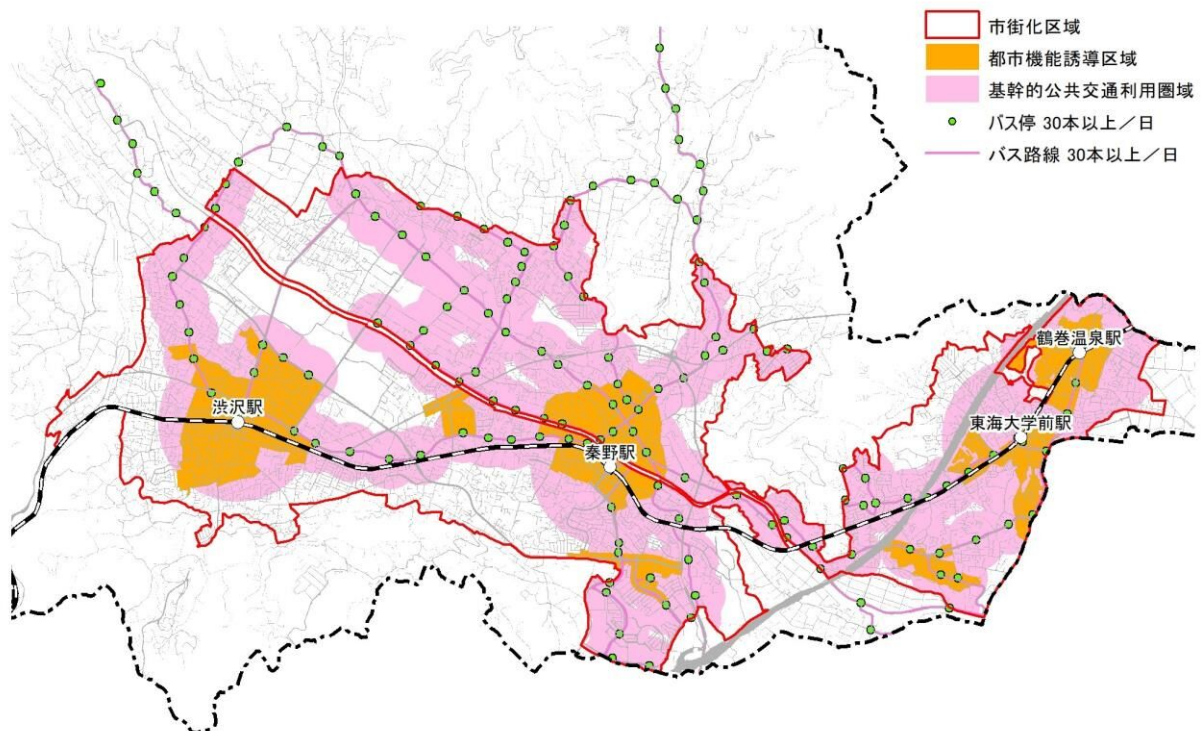 市街化区域
都市機能誘導区域
基幹的公共交通利用圏域
バス停 30本以上/日
バス路線 30本以上/日
鶴巻温泉駅
東海大学前駅
渋沢駅
秦野駅